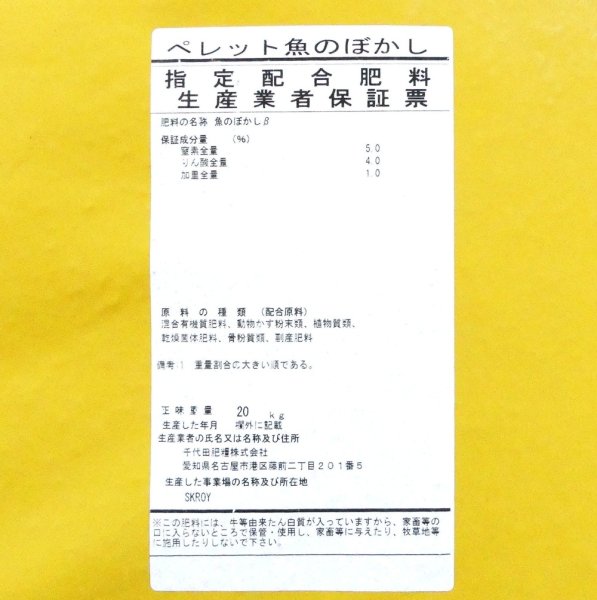 ペレット魚のぼかし
指定配合肥料
生産業者保証票
肥料の名称 魚のぼかしβ
保証成分量 (%)
窒素全量 5.0
りん酸全量 4.0
加里全量 1.0
原料の種類 (配合原料)
混合有機質肥料、動物かす粉末類、植物質類、
乾燥菌体肥料、骨粉質類、副産肥料
備考:1 重量割合の大きい順である。
正味重量 20 kg
生産した年月 欄外に記載
生産業者の氏名又は名称及び住所
千代田肥糧株式会社
愛知県名古屋市港区藤前二丁目201番5
生産した事業場の名称及び所在地
SKROY
※この肥料には、牛等由来たん白質が入っていますから、家畜等の
口に入らないところで保管・使用し、家畜等に与えたり、牧草地等
に施用したりしないで下さい。